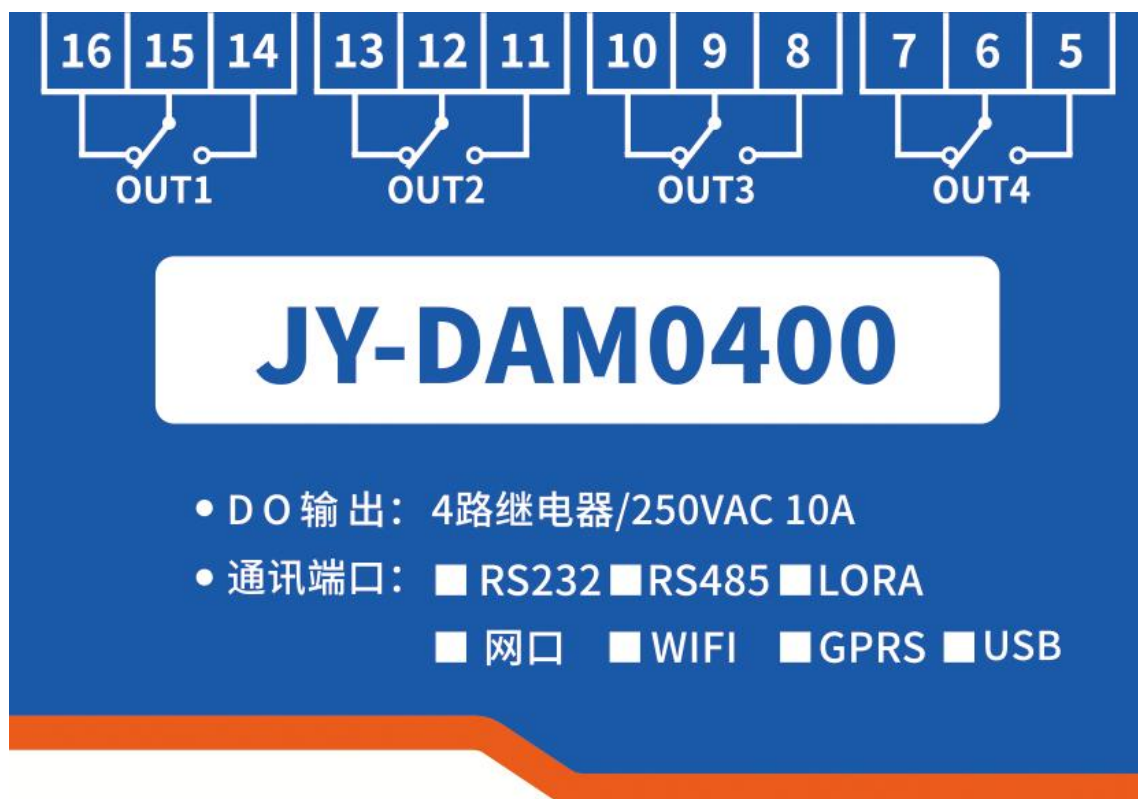 16 15 14 13 12 11 10 9 8 7 6 5
OUT1 OUT2 OUT3 OUT4
JY-DAM0400
• DO输出：4路继电器/250VAC 10A
• 通讯端口：■ RS232 ■RS485 ■LORA
■ 网口 ■WIFI ■GPRS ■USB